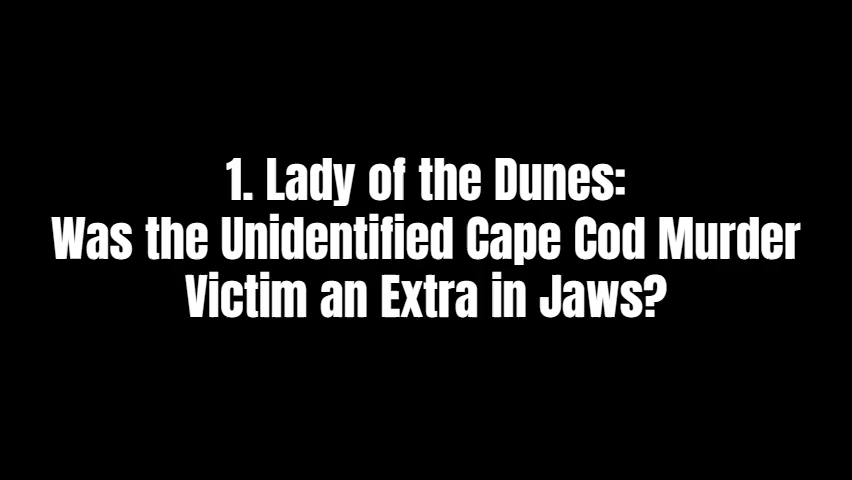 1. Lady of the Dunes:
Was the Unidentified Cape Cod Murder
Victim an Extra in Jaws?